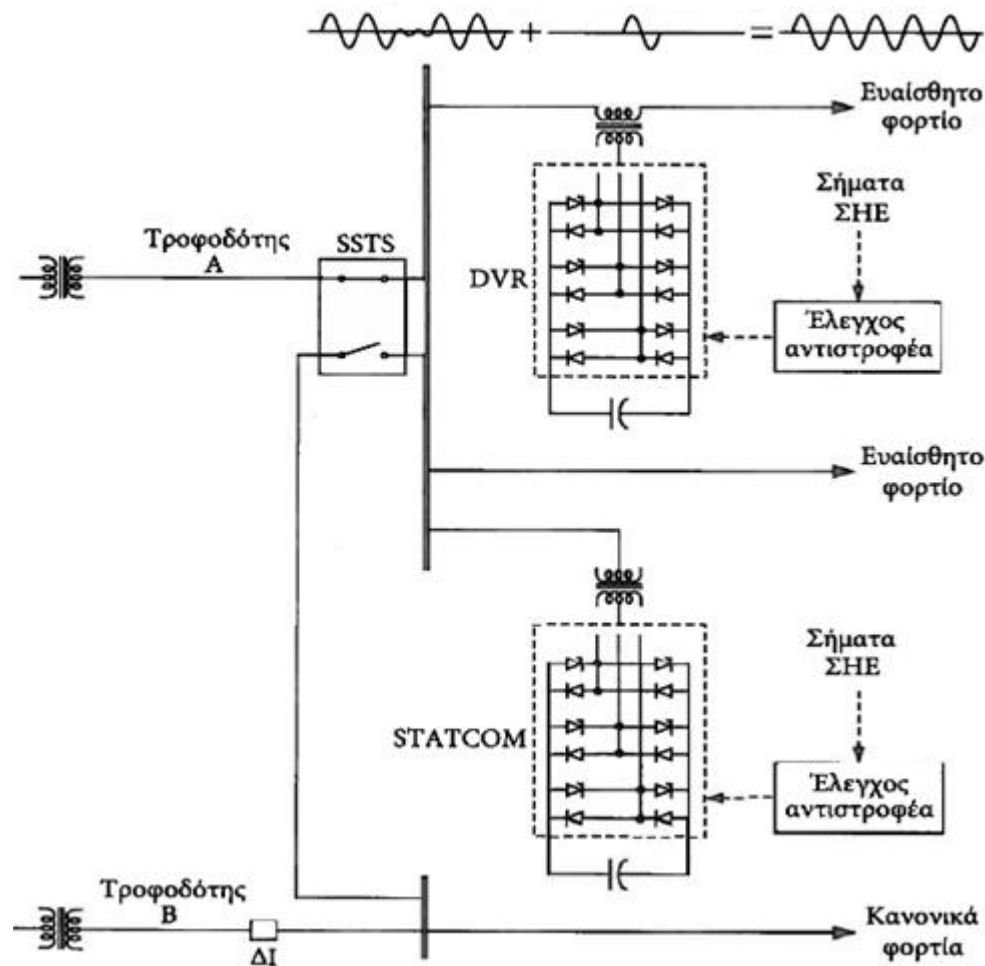 Ευαίσθητο
φορτίο
Σήματα
ΣΗΕ
Τροφοδότης
A
SSTS
DVR
Έλεγχος
αντιστροφέα
Ευαίσθητο
φορτίο
Σήματα
ΣΗΕ
STATCOM
Έλεγχος
αντιστροφέα
Τροφοδότης
B
ΔΙ
Κανονικά
φορτία